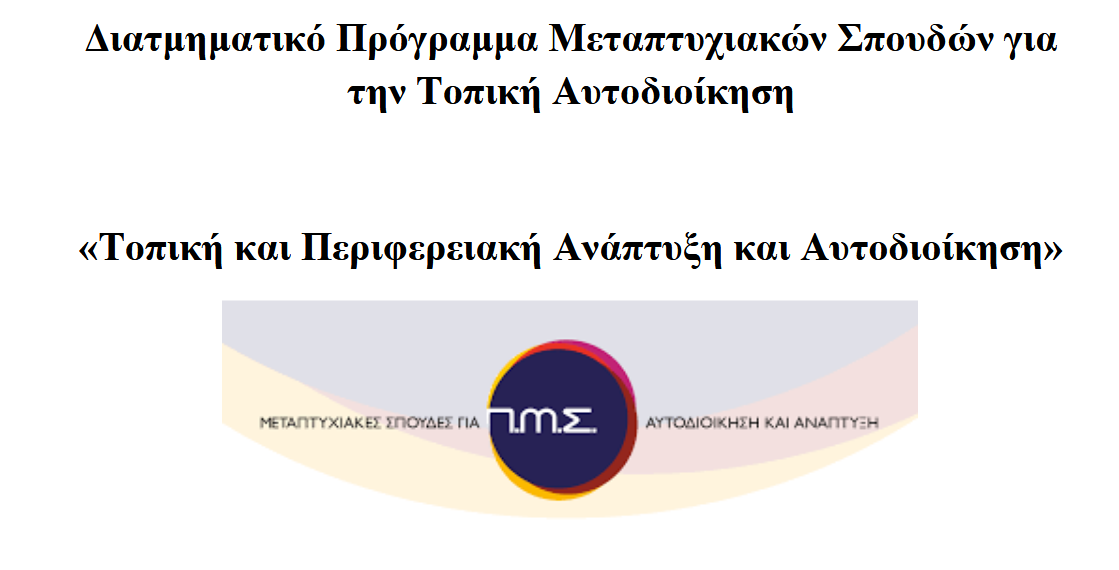 Διατμηματικό Πρόγραμμα Μεταπτυχιακών Σπουδών για
την Τοπική Αυτοδιοίκηση
«Τοπική και Περιφερειακή Ανάπτυξη και Αυτοδιοίκηση»
ΜΕΤΑΠΤΥΧΙΑΚΕΣ ΣΠΟΥΔΕΣ ΓΙΑ Π.Μ.Σ. ΑΥΤΟΔΙΟΙΚΗΣΗ ΚΑΙ ΑΝΑΠΤΥΞΗ